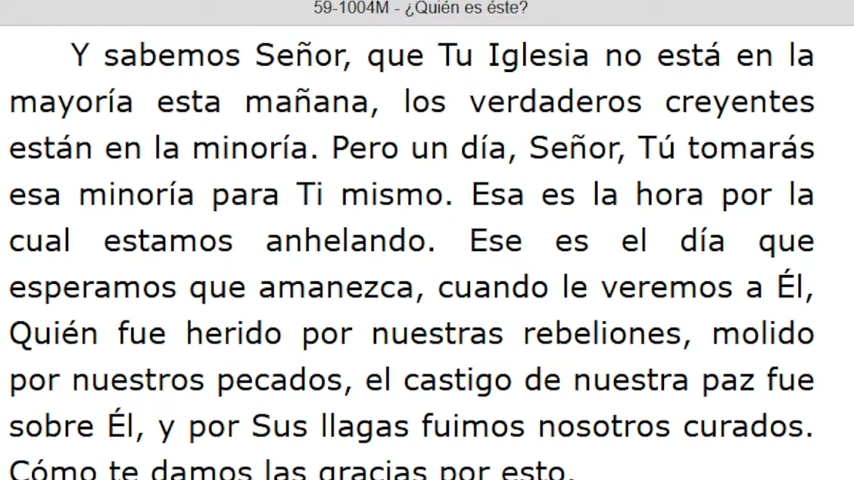 59-1004M - ¿Quién es éste?
Y sabemos Señor, que Tu Iglesia no está en la
mayoría esta mañana, los verdaderos creyentes
están en la minoría. Pero un día, Señor, Tú tomarás
esa minoría para Ti mismo. Esa es la hora por la
cual estamos anhelando. Ese es el día que
esperamos que amanezca, cuando le veremos a Él,
Quién fue herido por nuestras rebeliones, molido
por nuestros pecados, el castigo de nuestra paz fue
sobre Él, y por Sus llagas fuimos nosotros curados.
Cómo te damos las gracias por esto.